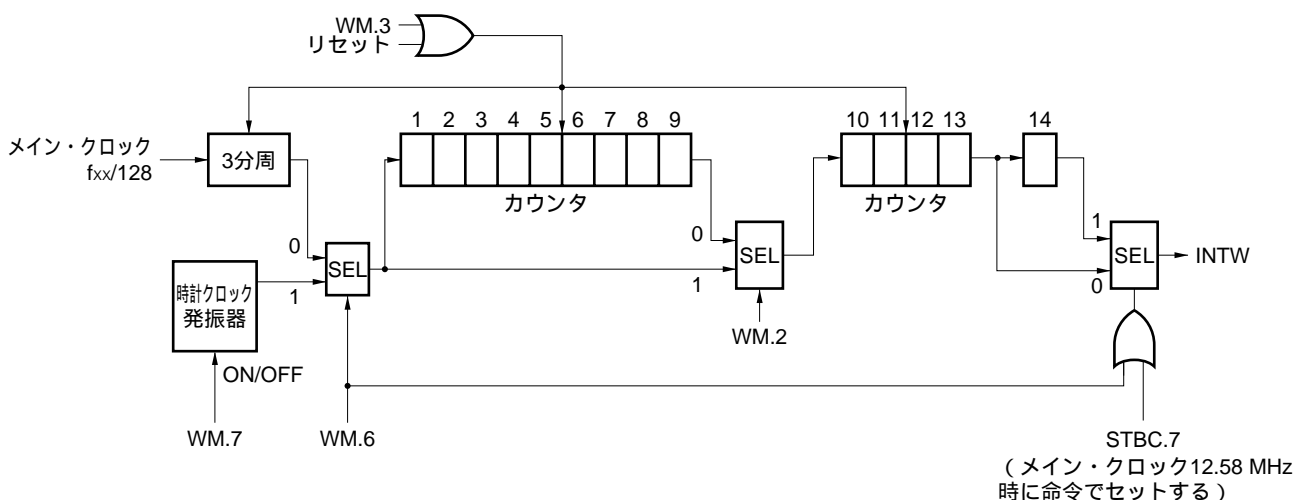 WM.3
リセット
1 2 3 4 5 6 7 8 9
10 11 12 13
14
メイン・クロック
fxx/128
3分周
カウンタ
カウンタ
0
SEL
1
0
SEL
1
1
SEL
0
INTW
時計クロック
発振器
ON/OFF
WM.2
WM.7
WM.6
STBC.7
(メイン・クロック12.58 MHz
時に命令でセットする)